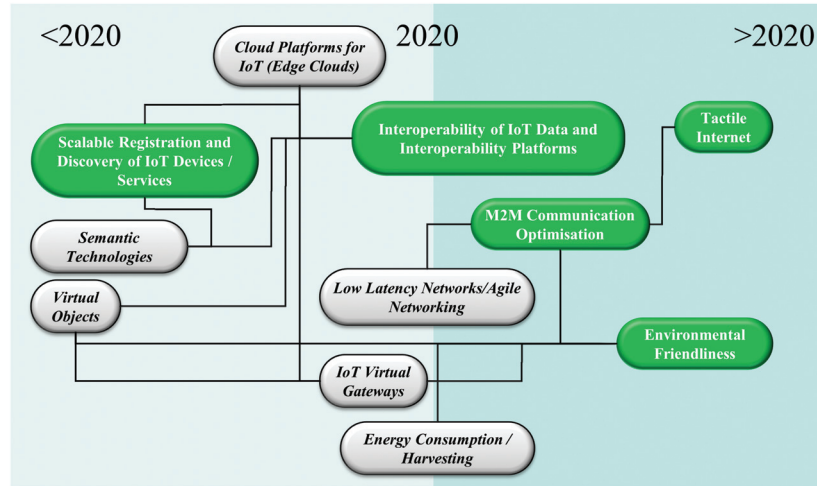 <2020
2020
>2020
Cloud Platforms for
IoT (Edge Clouds)
Scalable Registration and
Discovery of IoT Devices /
Services
Interoperability of IoT Data and
Interoperability Platforms
Tactile
Internet
Semantic
Technologies
M2M Communication
Optimisation
Virtual
Objects
Low Latency Networks/Agile
Networking
Environmental
Friendliness
IoT Virtual
Gateways
Energy Consumption /
Harvesting